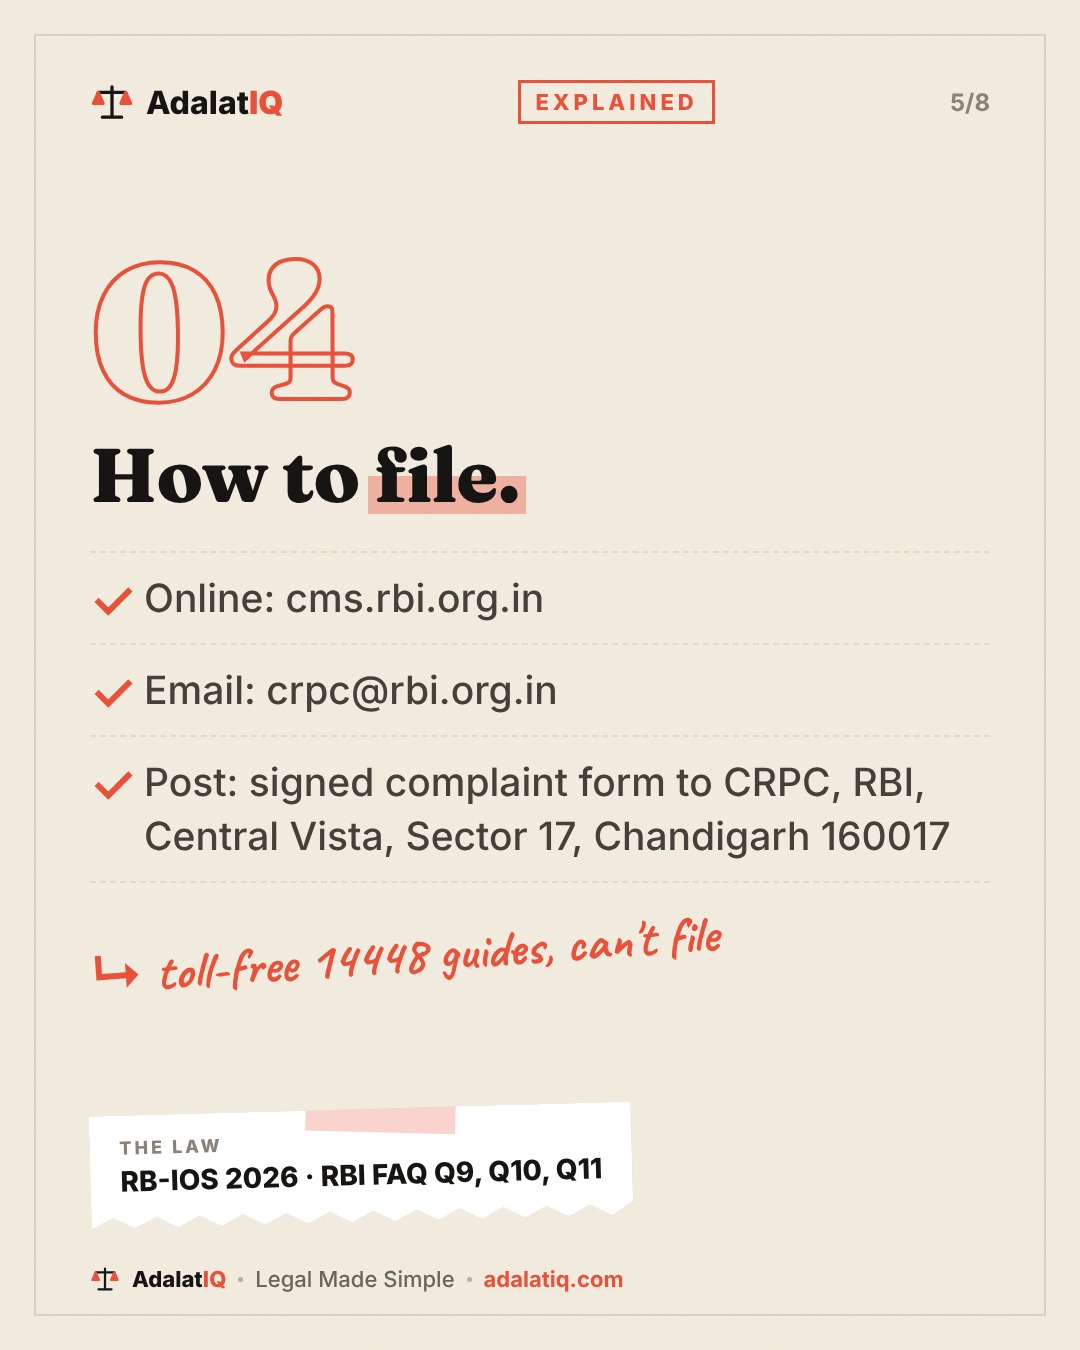 AdalatIQ
EXPLAINED
5/8
04
How to file.
Online: cms.rbi.org.in
Email: crpc@rbi.org.in
Post: signed complaint form to CRPC, RBI,
Central Vista, Sector 17, Chandigarh 160017
toll-free 14448 guides, can't file
THE LAW
RB-IOS 2026 · RBI FAQ Q9, Q10, Q11
AdalatIQ • Legal Made Simple • adalatiq.com